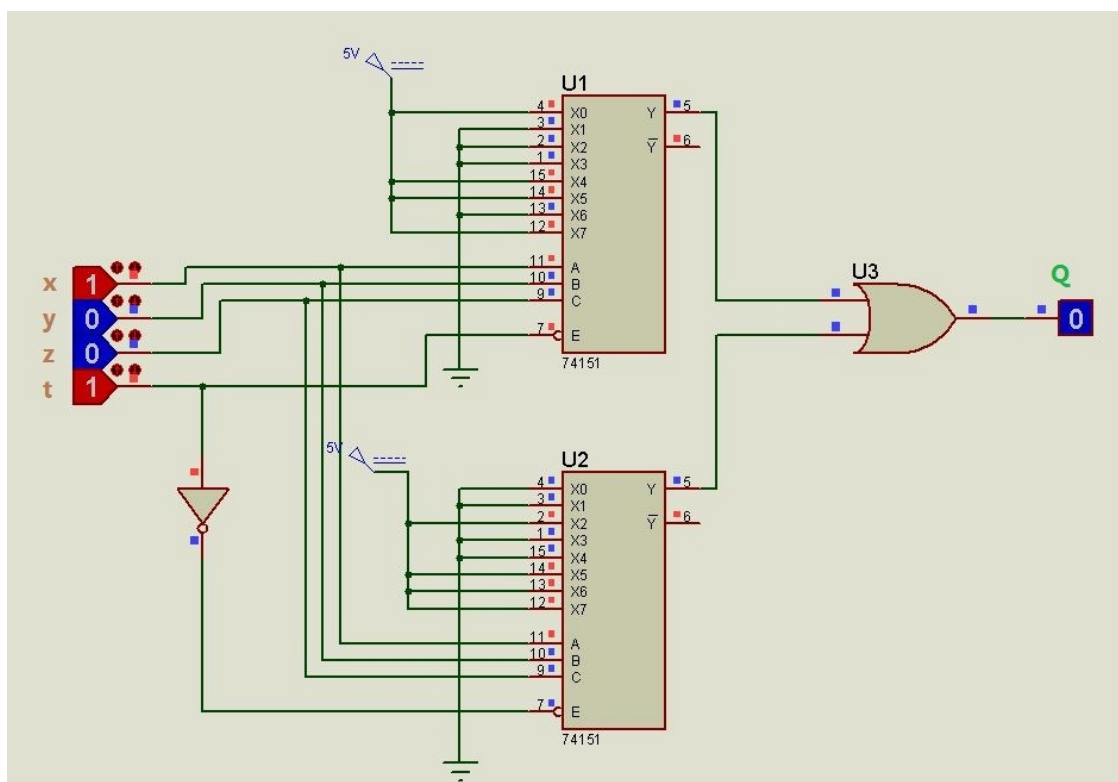 5V
U1
4 X0 Y 5
3 X1
2 X2 Y 6
1 X3
15 X4
14 X5
13 X6
12 X7
11 A
10 B
9 C
7 E
74151
x 1
y 0
z 0
t 1
U3
Q
0
5V
U2
4 X0 Y 5
3 X1
2 X2 Y 6
1 X3
15 X4
14 X5
13 X6
12 X7
11 A
10 B
9 C
7 E
74151